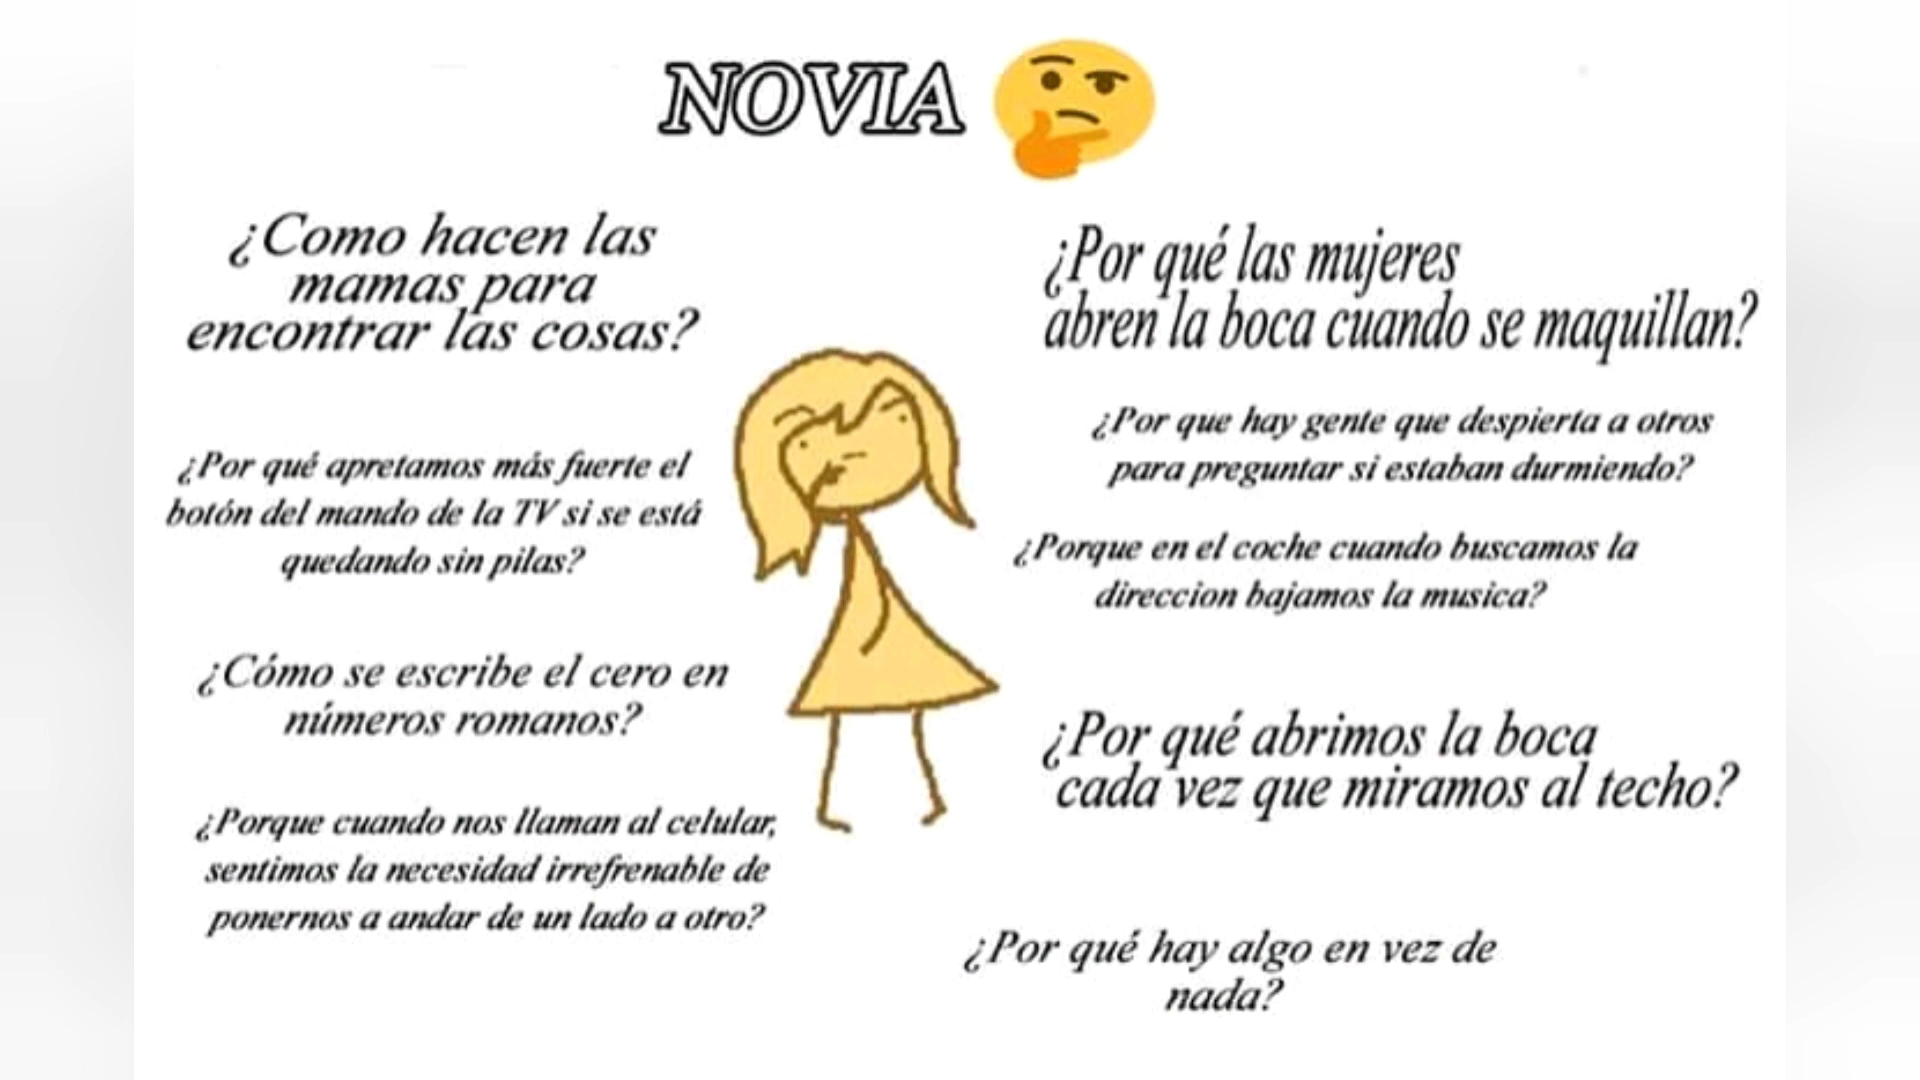 NOVIA
¿Como hacen las
mamas para
encontrar las cosas?
¿Por qué apretamos más fuerte el
botón del mando de la TV si se está
quedando sin pilas?
¿Cómo se escribe el cero en
números romanos?
¿Porque cuando nos llaman al celular,
sentimos la necesidad irrefrenable de
ponernos a andar de un lado a otro?
¿Por qué las mujeres
abren la boca cuando se maquillan?
¿Por que hay gente que despierta a otros
para preguntar si estaban durmiendo?
¿Porque en el coche cuando buscamos la
direccion bajamos la musica?
¿Por qué abrimos la boca
cada vez que miramos al techo?
¿Por qué hay algo en vez de
nada?